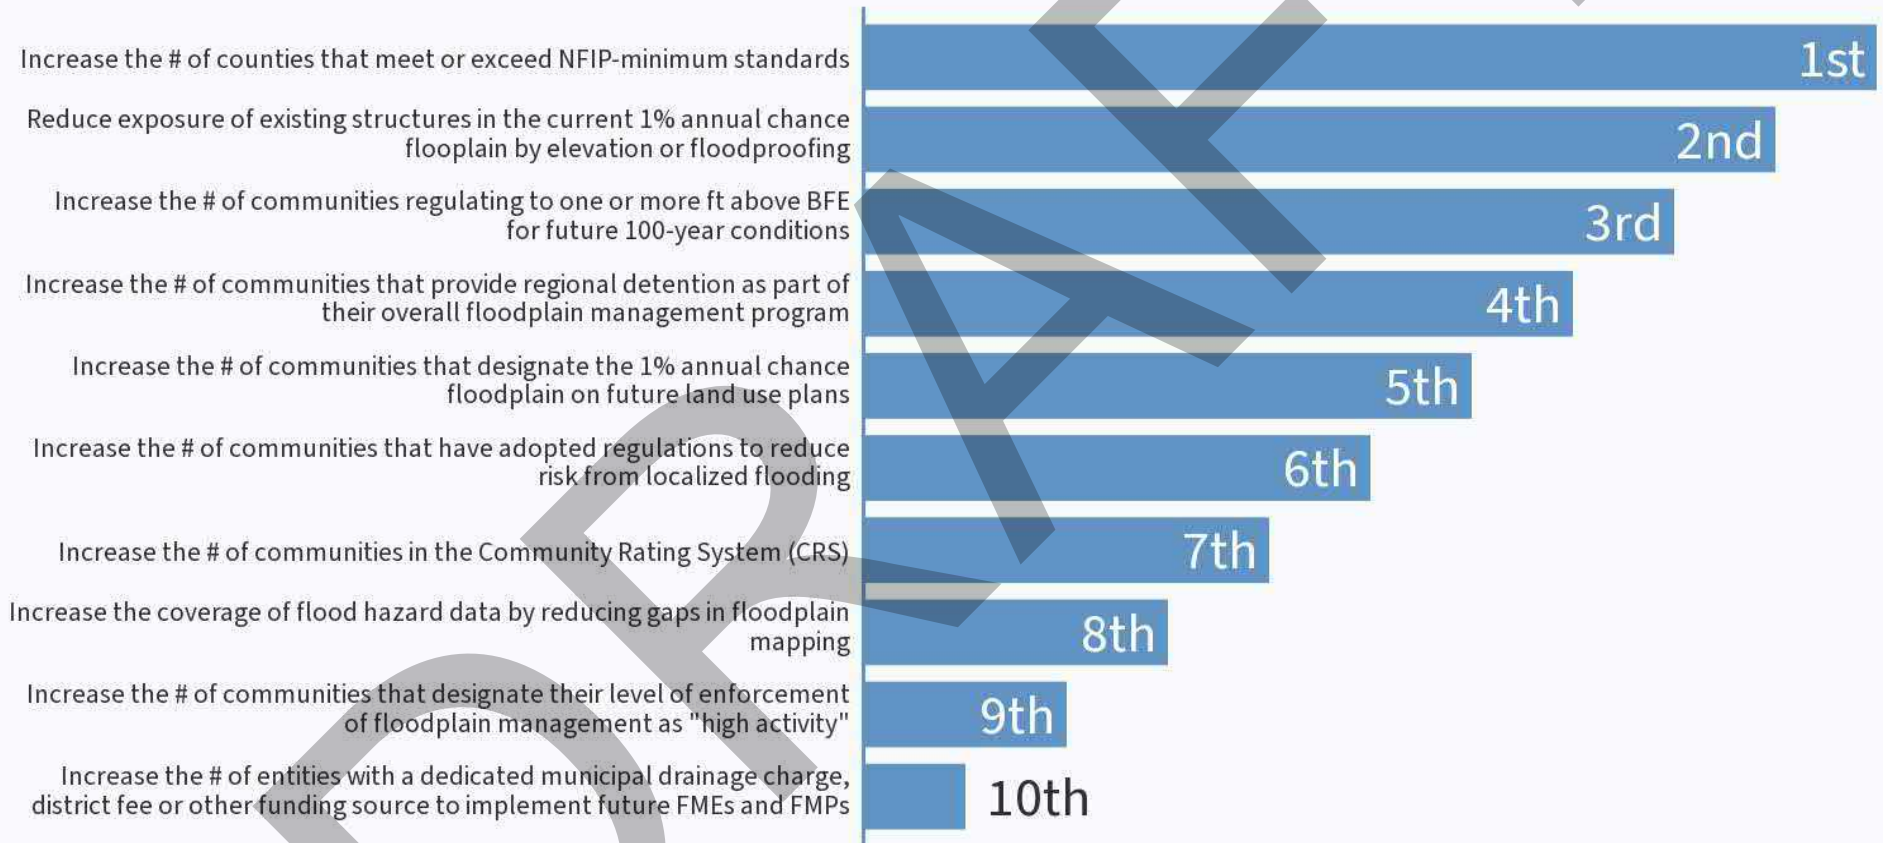 Increase the # of counties that meet or exceed NFIP-minimum standards
1st
Reduce exposure of existing structures in the current 1% annual chance
flooplain by elevation or floodproofing
2nd
Increase the # of communities regulating to one or more ft above BFE
for future 100-year conditions
3rd
Increase the # of communities that provide regional detention as part of
their overall floodplain management program
4th
Increase the # of communities that designate the 1% annual chance
floodplain on future land use plans
5th
Increase the # of communities that have adopted regulations to reduce
risk from localized flooding
6th
Increase the # of communities in the Community Rating System (CRS)
7th
Increase the coverage of flood hazard data by reducing gaps in floodplain
mapping
8th
Increase the # of communities that designate their level of enforcement
of floodplain management as "high activity"
9th
Increase the # of entities with a dedicated municipal drainage charge,
district fee or other funding source to implement future FMEs and FMPs
10th
DRAF